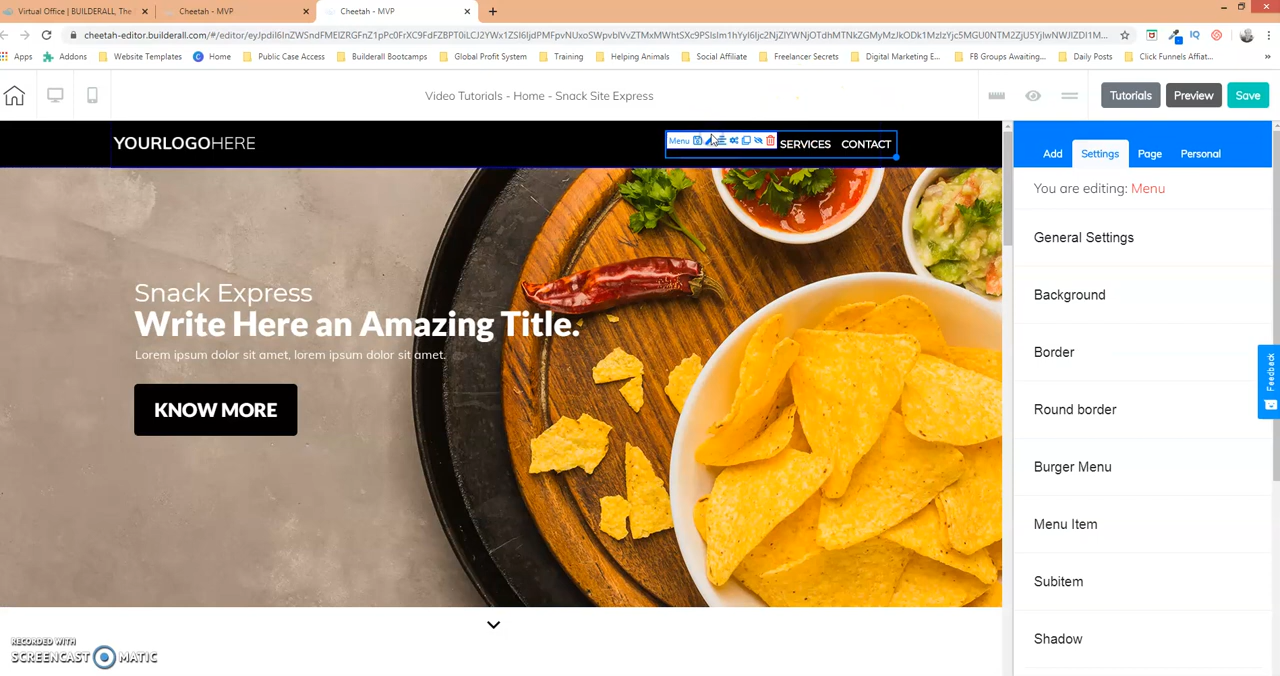 Virtual Office | BUILDERALL, The
Cheetah - MVP
Cheetah - MVP
Apps
Addons
Website Templates
Home
Public Case Access
Builderall Bootcamps
Global Profit System
Training
Helping Animals
Social Affiliate
Freelancer Secrets
Digital Marketing E...
FB Groups Awaiting...
Daily Posts
Click Funnels Affiat...
Video Tutorials - Home - Snack Site Express
Tutorials
Preview
Save
YOURLOGOHERE
Menu
SERVICES CONTACT
Add
Settings
Page
Personal
You are editing: Menu
General Settings
Background
Border
Round border
Burger Menu
Menu Item
Subitem
Shadow
Feedback
Snack Express
Write Here an Amazing Title.
Lorem ipsum dolor sit amet, lorem ipsum dolor sit amet.
KNOW MORE
RECORDED WITH
SCREENCAST MATIC